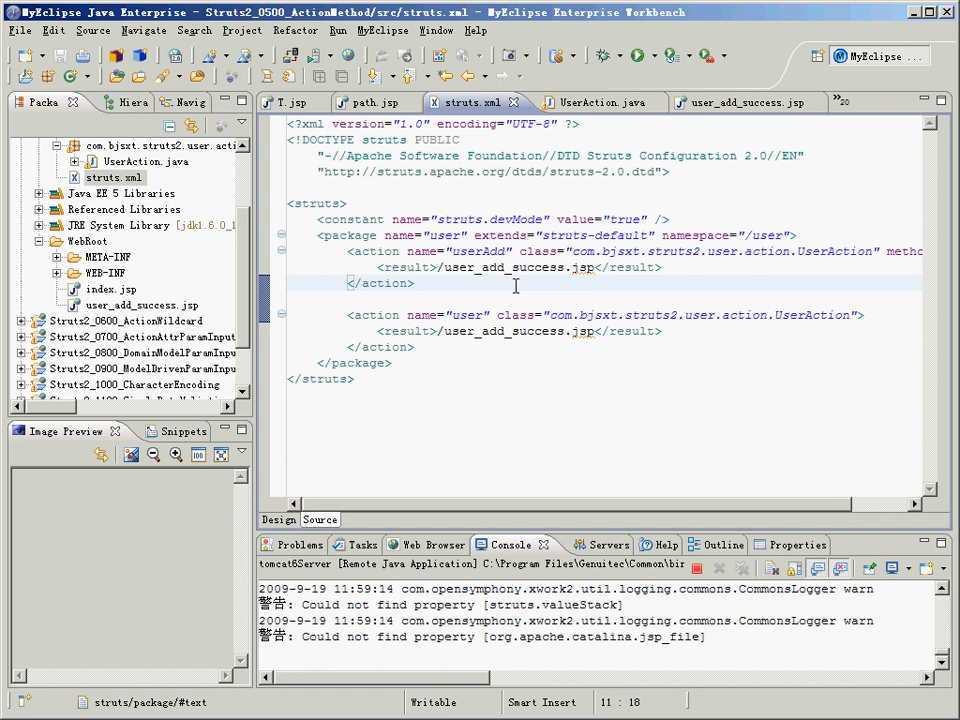 MyEclipse Java Enterprise - Struts2_0500_ActionMethod/src/struts.xml - MyEclipse Enterprise Workbench
File Edit Source Navigate Search Project Refactor Run MyEclipse Window Help
MyEclipse ...
Packa Hiera Navig
T.jsp path.jsp struts.xml UserAction.java user_add_success.jsp »20
com.bjsxt.struts2.user.acti
UserAction.java
struts.xml
Java EE 5 Libraries
Referenced Libraries
JRE System Library [jdk1.6.0_1
WebRoot
META-INF
WEB-INF
index.jsp
user_add_success.jsp
Struts2_0600_ActionWildcard
Struts2_0700_ActionAttrParamInput
Struts2_0800_DomainModelParamInpu
Struts2_0900_ModelDrivenParamInpu
Struts2_1000_CharacterEncoding
<?xml version="1.0" encoding="UTF-8" ?>
<!DOCTYPE struts PUBLIC
"-//Apache Software Foundation//DTD Struts Configuration 2.0//EN"
"http://struts.apache.org/dtds/struts-2.0.dtd">
<struts>
<constant name="struts.devMode" value="true" />
<package name="user" extends="struts-default" namespace="/user">
<action name="userAdd" class="com.bjsxt.struts2.user.action.UserAction" metho
<result>/user_add_success.jsp</result>
</action>
<action name="user" class="com.bjsxt.struts2.user.action.UserAction">
<result>/user_add_success.jsp</result>
</action>
</package>
</struts>
Design Source
Image Preview Snippets
100
Problems Tasks Web Browser Console Servers Help Outline Properties
tomcat6Server [Remote Java Application] C:\Program Files\Genuitec\Common\bir
2009-9-19 11:59:14 com.opensymphony.xwork2.util.logging.commons.CommonsLogger warn
警告: Could not find property [struts.valueStack]
2009-9-19 11:59:14 com.opensymphony.xwork2.util.logging.commons.CommonsLogger warn
警告: Could not find property [org.apache.catalina.jsp_file]
struts/package/#text Writable Smart Insert 11 : 18